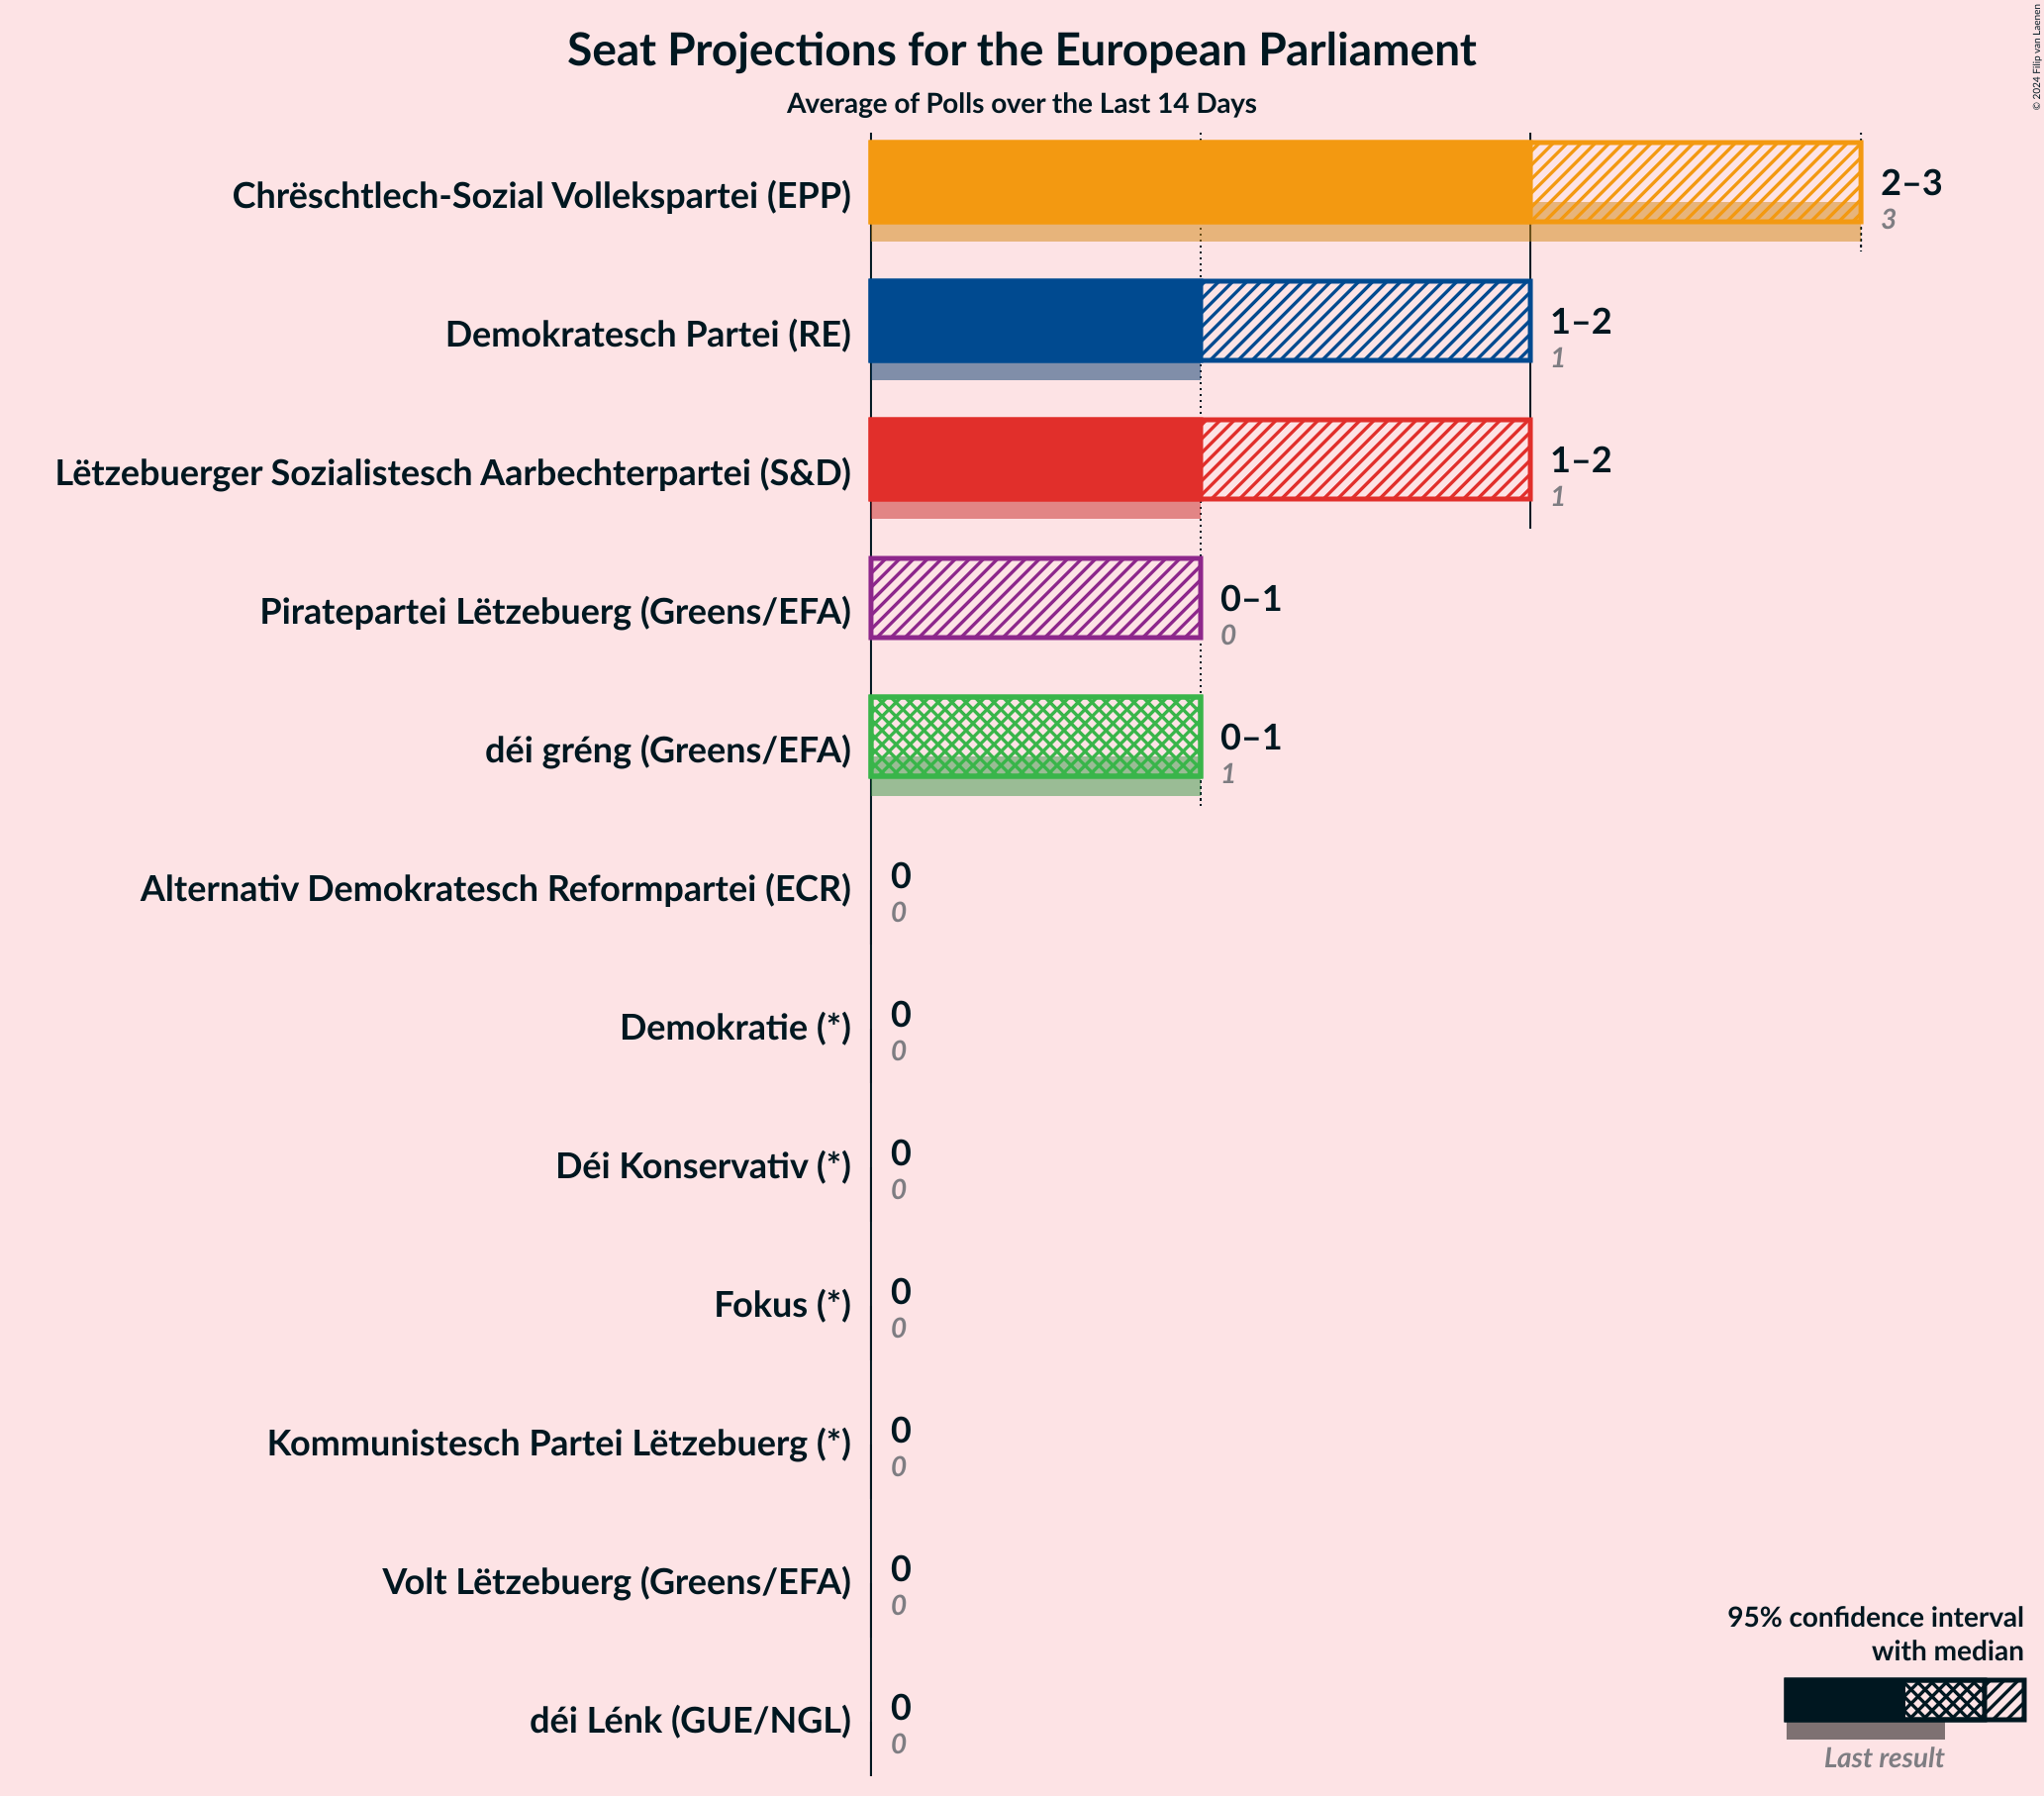 Seat Projections for the European Parliament
Average of Polls over the Last 14 Days
© 2024 Filip van Laenen
Chrëschtlech-Sozial Vollekspartei (EPP)
2–3
3
Demokratesch Partei (RE)
1–2
1
Lëtzebuerger Sozialistesch Aarbechterpartei (S&D)
1–2
1
Piratepartei Lëtzebuerg (Greens/EFA)
0–1
0
déi gréng (Greens/EFA)
0–1
1
Alternativ Demokratesch Reformpartei (ECR)
0
0
Demokratie (*)
0
0
Déi Konservativ (*)
0
0
Fokus (*)
0
0
Kommunistesch Partei Lëtzebuerg (*)
0
0
Volt Lëtzebuerg (Greens/EFA)
0
0
déi Lénk (GUE/NGL)
0
0
95% confidence interval
with median
Last result